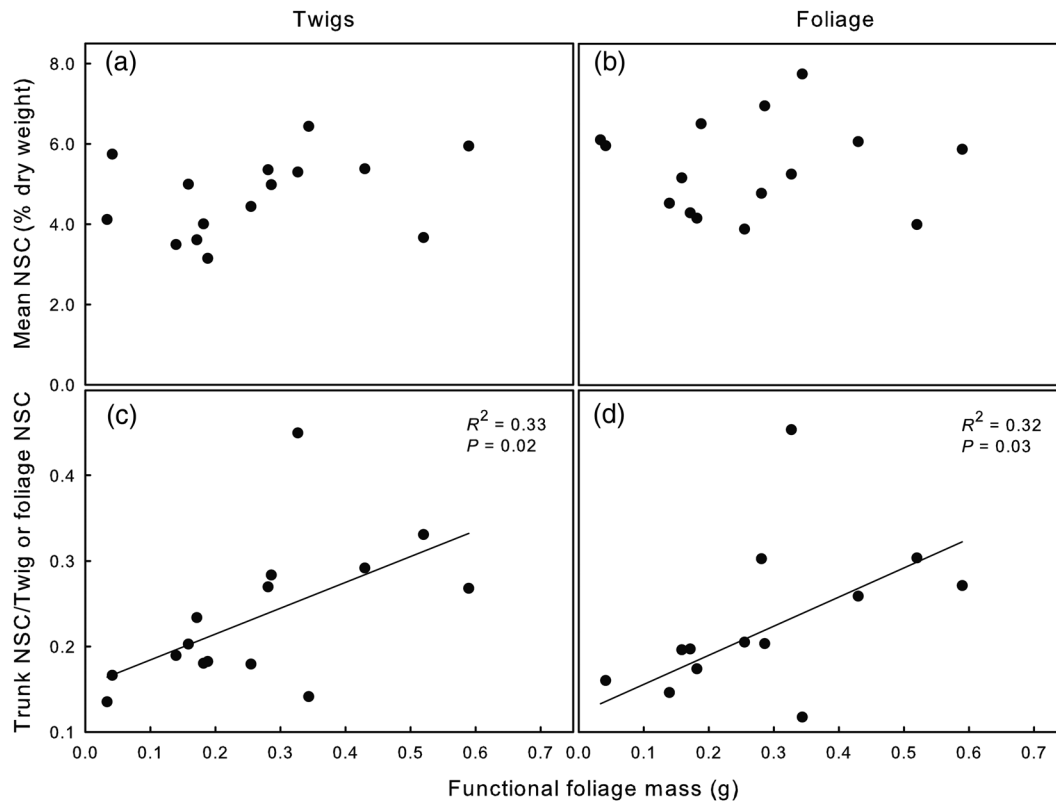 Twigs
Foliage
(a)
(b)
8.0
6.0
4.0
2.0
0.0
Mean NSC (% dry weight)
(c)
R² = 0.33
P = 0.02
(d)
R² = 0.32
P = 0.03
0.4
0.3
0.2
0.1
Trunk NSC/Twig or foliage NSC
0.0 0.1 0.2 0.3 0.4 0.5 0.6 0.7
0.0 0.1 0.2 0.3 0.4 0.5 0.6 0.7
Functional foliage mass (g)